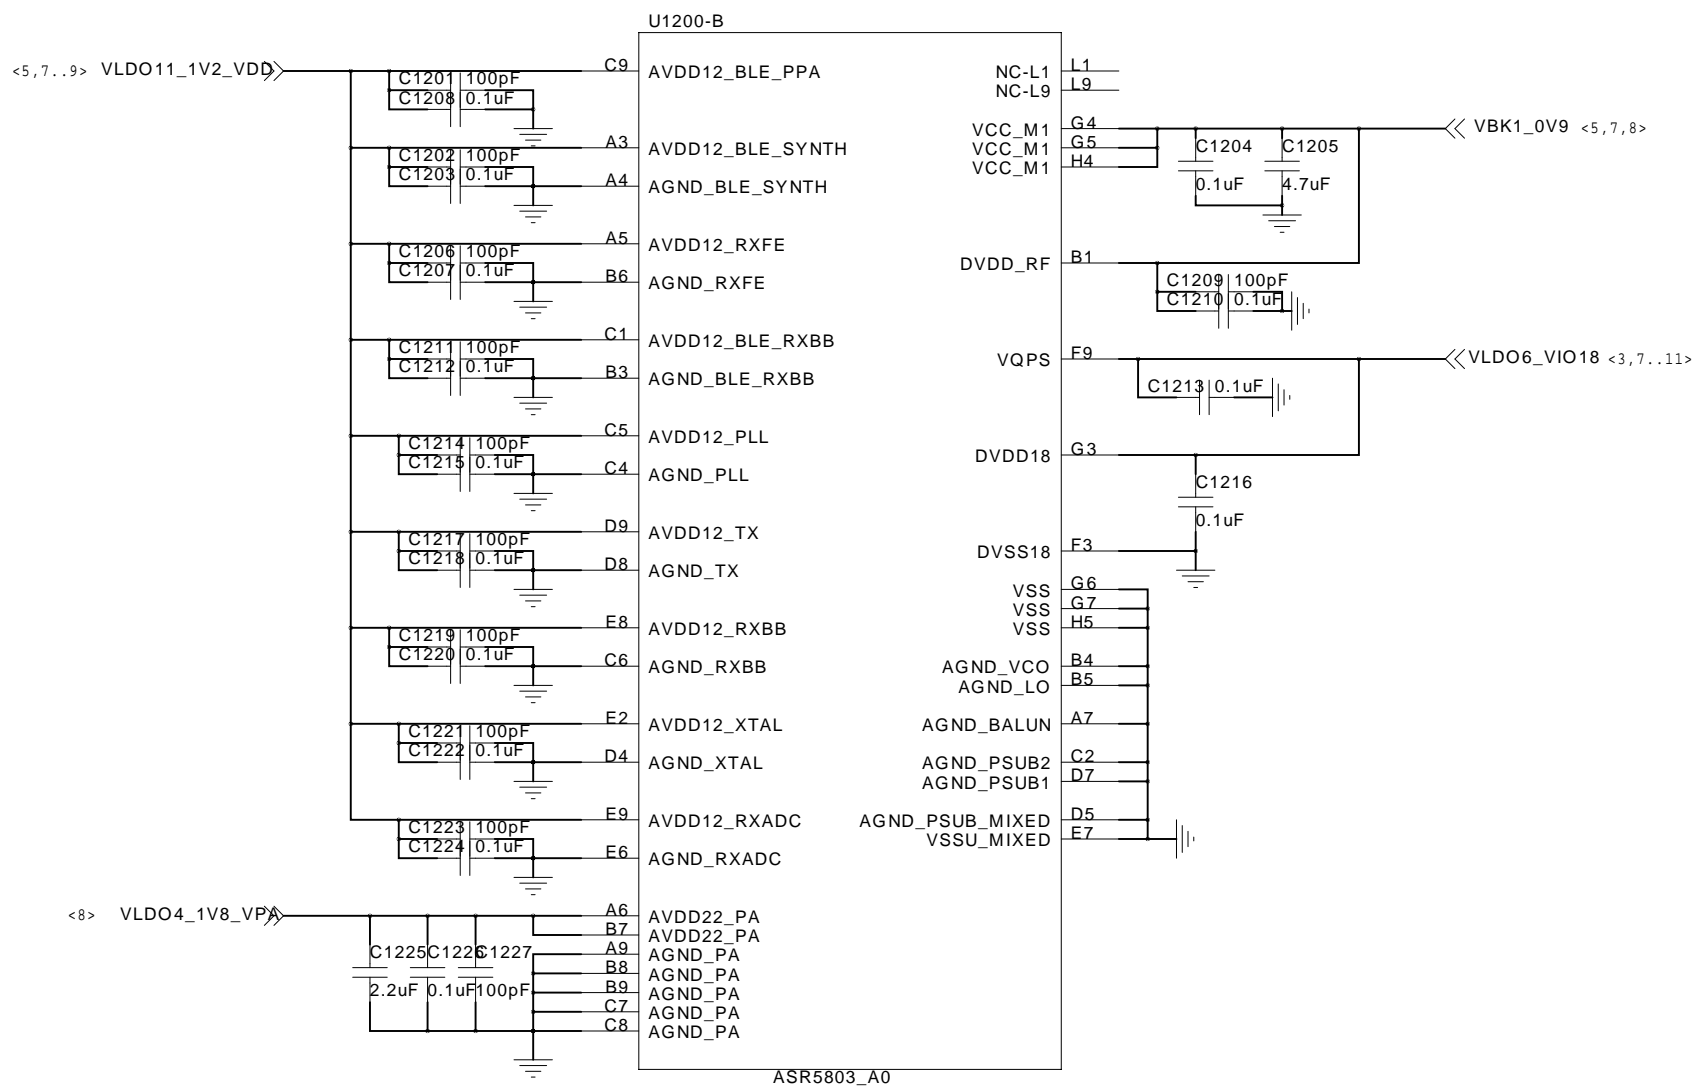 U1200-B
<5,7..9> VLDO11_1V2_VDD
C9 AVDD12_BLE_PPA
C1201 100pF
C1208 0.1uF
A3 AVDD12_BLE_SYNTH
C1202 100pF
C1203 0.1uF
A4 AGND_BLE_SYNTH
A5 AVDD12_RXFE
C1206 100pF
C1207 0.1uF
B6 AGND_RXFE
C1 AVDD12_BLE_RXBB
C1211 100pF
C1212 0.1uF
B3 AGND_BLE_RXBB
C5 AVDD12_PLL
C1214 100pF
C1215 0.1uF
C4 AGND_PLL
D9 AVDD12_TX
C1217 100pF
C1218 0.1uF
D8 AGND_TX
E8 AVDD12_RXBB
C1219 100pF
C1220 0.1uF
C6 AGND_RXBB
E2 AVDD12_XTAL
C1221 100pF
C1222 0.1uF
D4 AGND_XTAL
E9 AVDD12_RXADC
C1223 100pF
C1224 0.1uF
E6 AGND_RXADC
<8> VLDO4_1V8_VPA
A6 AVDD22_PA
B7 AVDD22_PA
A9 AGND_PA
B8 AGND_PA
B9 AGND_PA
C7 AGND_PA
C8 AGND_PA
C1225 C1226 C1227
2.2uF 0.1uF 100pF
NC-L1 L1
NC-L9 L9
VCC_M1 G4
VCC_M1 G5
VCC_M1 H4
VBK1_0V9 <5,7,8>
C1204 C1205
0.1uF 4.7uF
DVDD_RF B1
C1209 100pF
C1210 0.1uF
VQPS F9
VLDO6_VIO18 <3,7..11>
C1213 0.1uF
DVDD18 G3
C1216
0.1uF
DVSS18 F3
VSS G6
VSS G7
VSS H5
AGND_VCO B4
AGND_LO B5
AGND_BALUN A7
AGND_PSUB2 C2
AGND_PSUB1 D7
AGND_PSUB_MIXED D5
VSSU_MIXED E7
ASR5803_A0